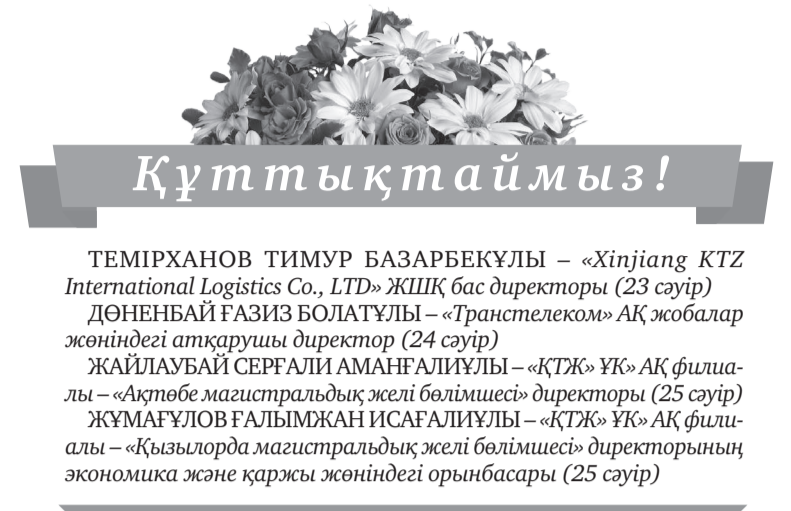 Құттықтаймыз!
ТЕМІРХАНОВ ТИМУР БАЗАРБЕКҰЛЫ – «Xinjiang KTZ
International Logistics Co., LTD» ЖШҚ бас директоры (23 сәуір)
ДӨНЕНБАЙ ҒАЗИЗ БОЛАТҰЛЫ – «Транстелеком» АҚ жобалар
жөніндегі атқарушы директор (24 сәуір)
ЖАЙЛАУБАЙ СЕРҒАЛИ АМАНҒАЛИҰЛЫ – «ҚТЖ» ҰК» АҚ филиа-
лы – «Ақтөбе магистральдық желі бөлімшесі» директоры (25 сәуір)
ЖҰМАҒҰЛОВ ҒАЛЫМЖАН ИСАҒАЛИҰЛЫ – «ҚТЖ» ҰК» АҚ фили-
алы – «Қызылорда магистральдық желі бөлімшесі» директорының
экономика және қаржы жөніндегі орынбасары (25 сәуір)